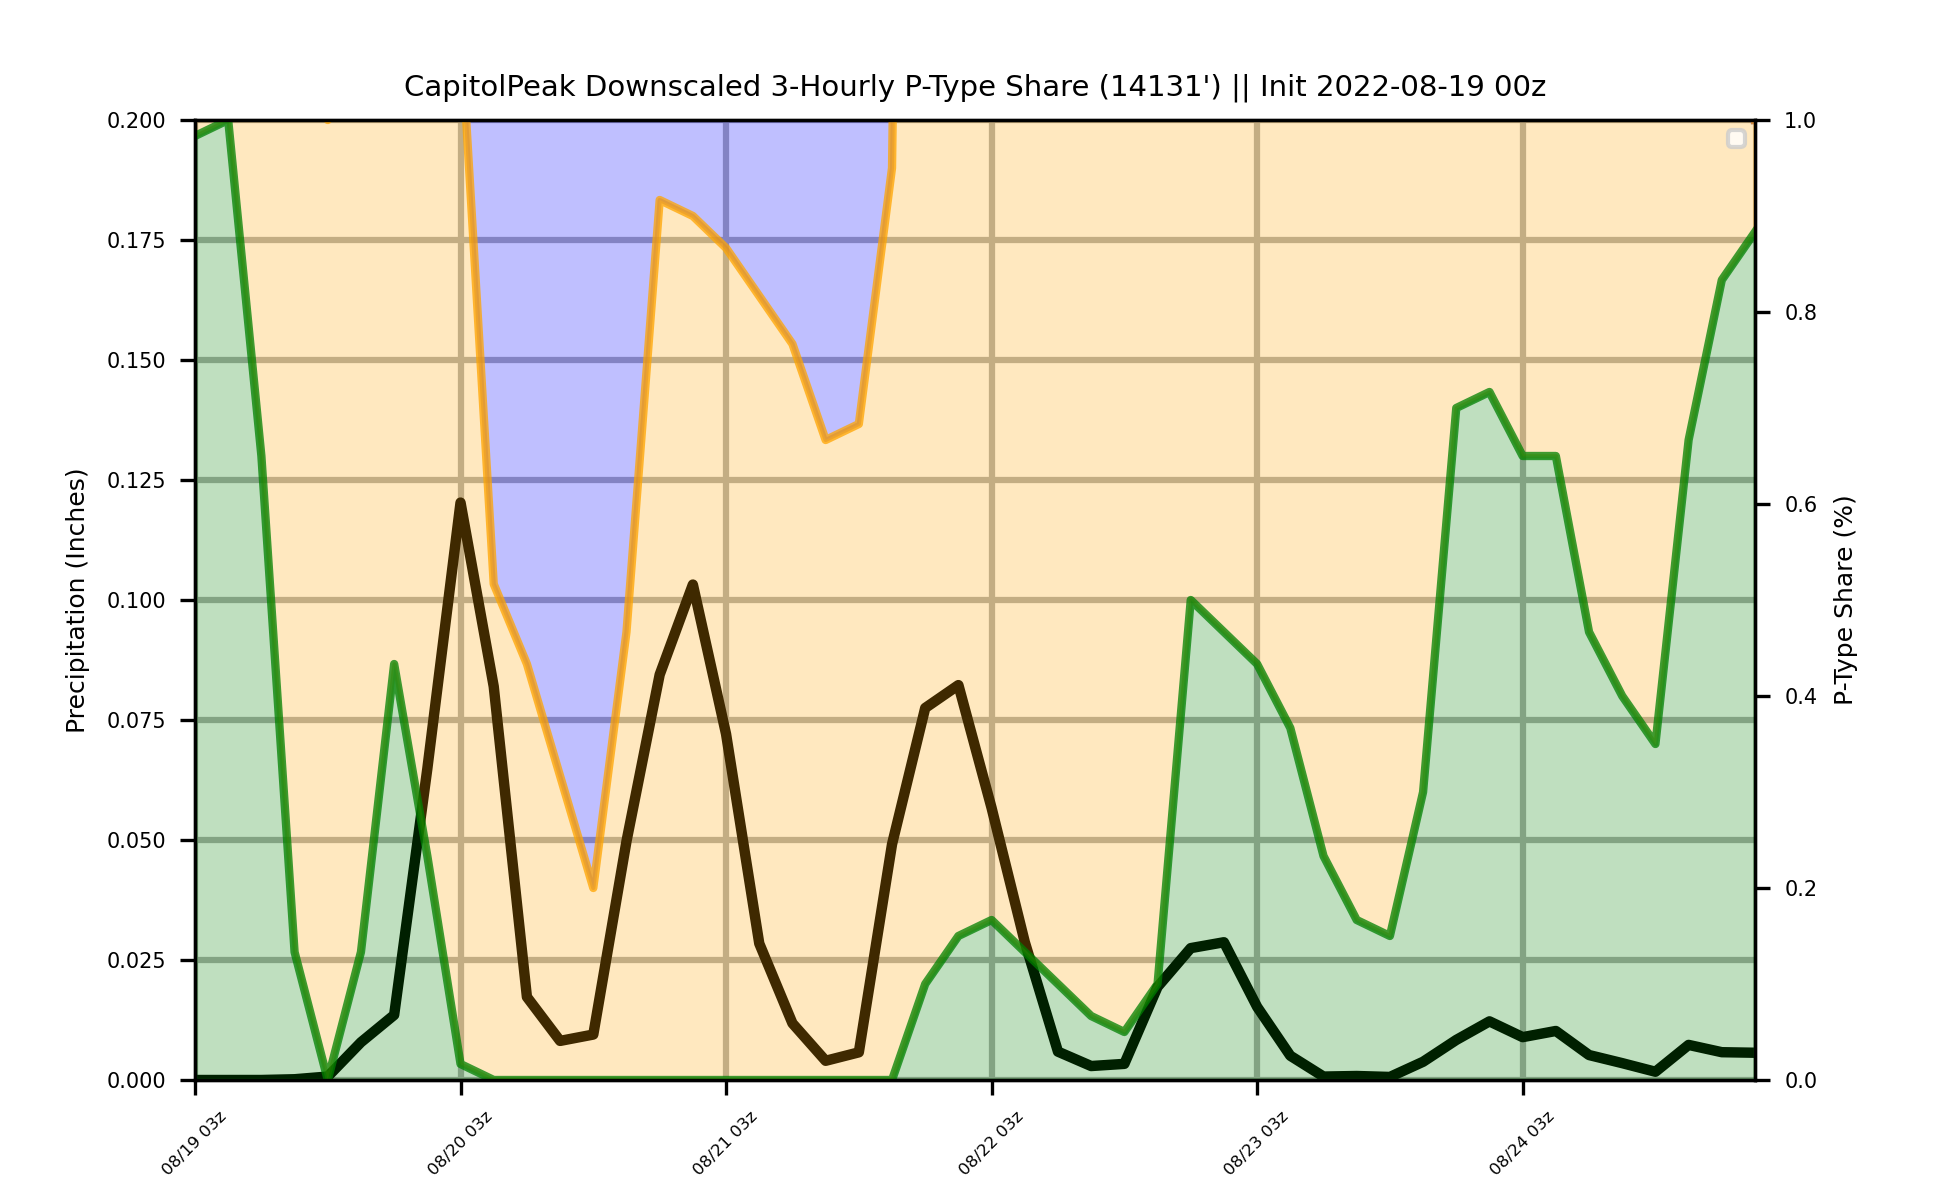 CapitolPeak Downscaled 3-Hourly P-Type Share (14131') || Init 2022-08-19 00z
Precipitation (Inches)
0.200
0.175
0.150
0.125
0.100
0.075
0.050
0.025
0.000
1.0
0.8
0.6
0.4
0.2
0.0
P-Type Share (%)
08/19 03z
08/20 03z
08/21 03z
08/22 03z
08/23 03z
08/24 03z